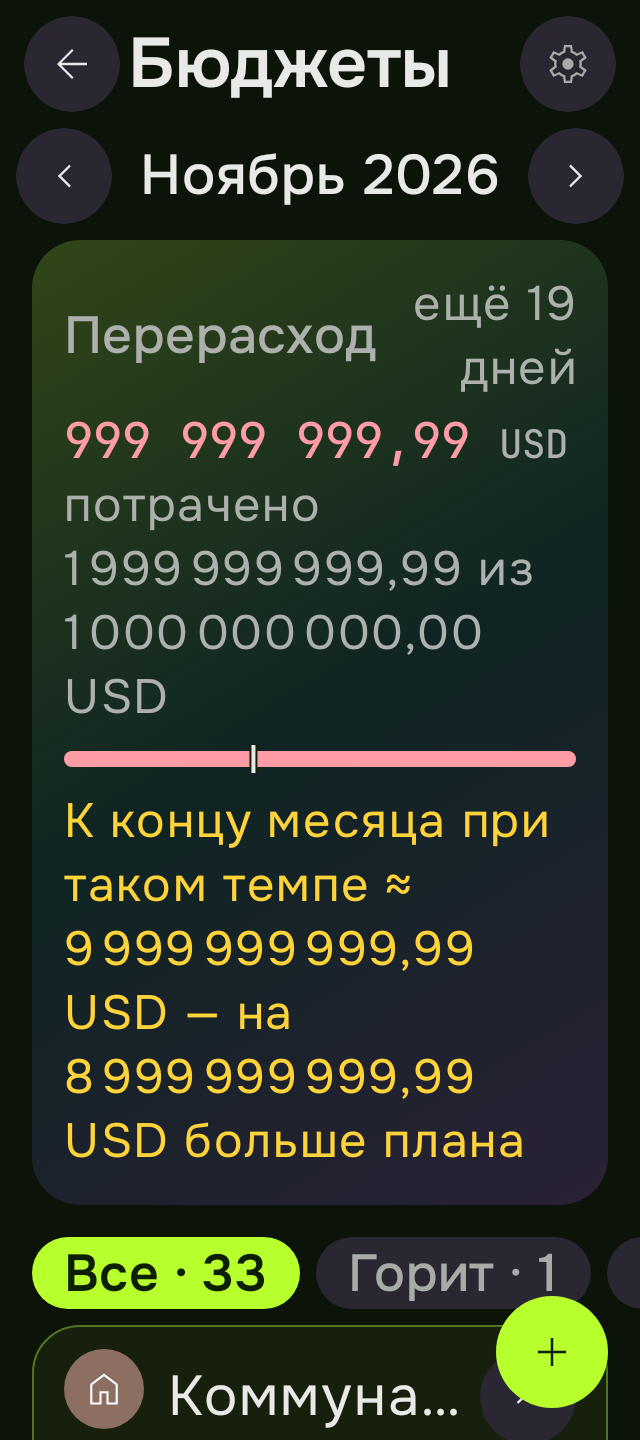 Бюджеты
Ноябрь 2026
Перерасход
ещё 19
дней
999 999 999,99 USD
потрачено
1 999 999 999,99 из
1 000 000 000,00
USD
К концу месяца при
таком темпе ≈
9 999 999 999,99
USD — на
8 999 999 999,99
USD больше плана
Все · 33
Горит · 1
Коммуна...